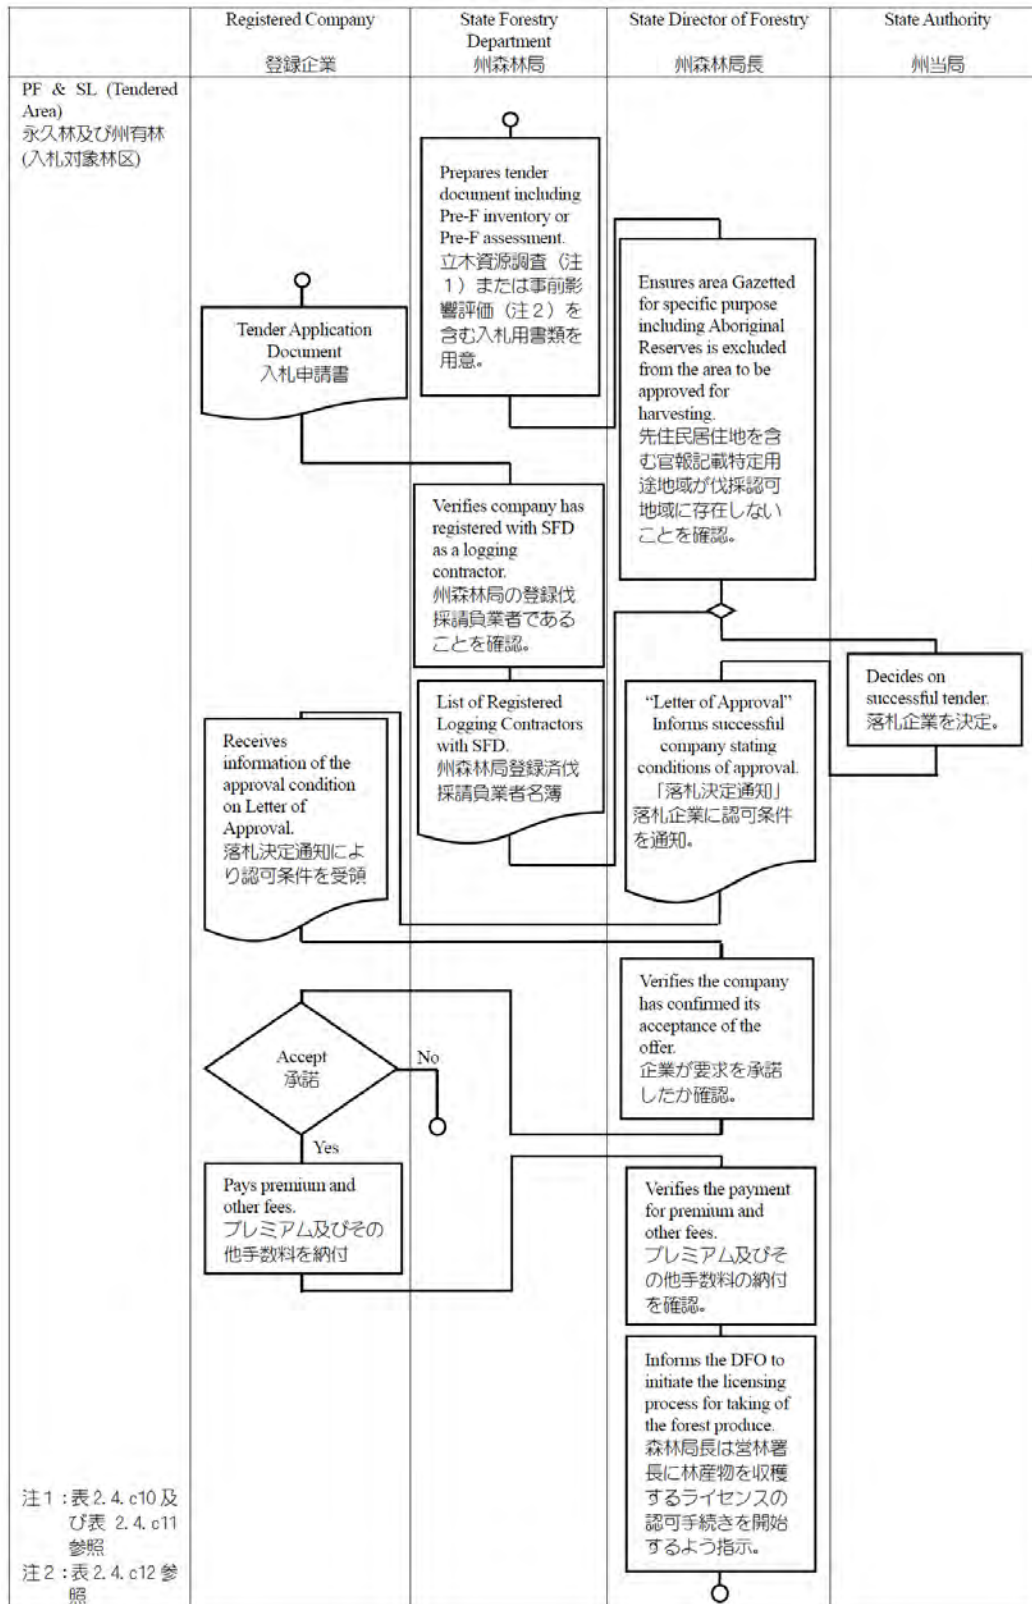 Registered Company
登録企業
State Forestry
Department
州森林局
State Director of Forestry
州森林局長
State Authority
州当局
PF & SL (Tendered
Area)
永久林及び州有林
(入札対象林区)
Prepares tender
document including
Pre-F inventory or
Pre-F assessment.
立木資源調査（注
1）または事前影
響評価（注２）を
含む入札用書類を
用意。
Ensures area Gazetted
for specific purpose
including Aboriginal
Reserves is excluded
from the area to be
approved for
harvesting.
先住民居住地を含
む官報記載特定用
途地域が伐採認可
地域に存在しない
ことを確認。
Tender Application
Document
入札申請書
Verifies company has
registered with SFD
as a logging
contractor.
州森林局の登録伐
採請負業者である
ことを確認。
Decides on
successful tender.
落札企業を決定。
List of Registered
Logging Contractors
with SFD.
州森林局登録済伐
採請負業者名簿
“Letter of Approval”
Informs successful
company stating
conditions of approval.
「落札決定通知」
落札企業に認可条件
を通知。
Receives
information of the
approval condition
on Letter of
Approval.
落札決定通知によ
り認可条件を受領
Verifies the company
has confirmed its
acceptance of the
offer.
企業が要求を承諾
したか確認。
Accept
承諾
No
Yes
Pays premium and
other fees.
プレミアム及びその
他手数料を納付
Verifies the payment
for premium and
other fees.
プレミアム及びそ
の他手数料の納付
を確認。
Informs the DFO to
initiate the licensing
process for taking of
the forest produce.
森林局長は営林署
長に林産物を収穫
するライセンスの
認可手続きを開始
するよう指示。
注1：表2.4.c10 及
び表 2.4.c11
参照
注2：表2.4.c12 参
照